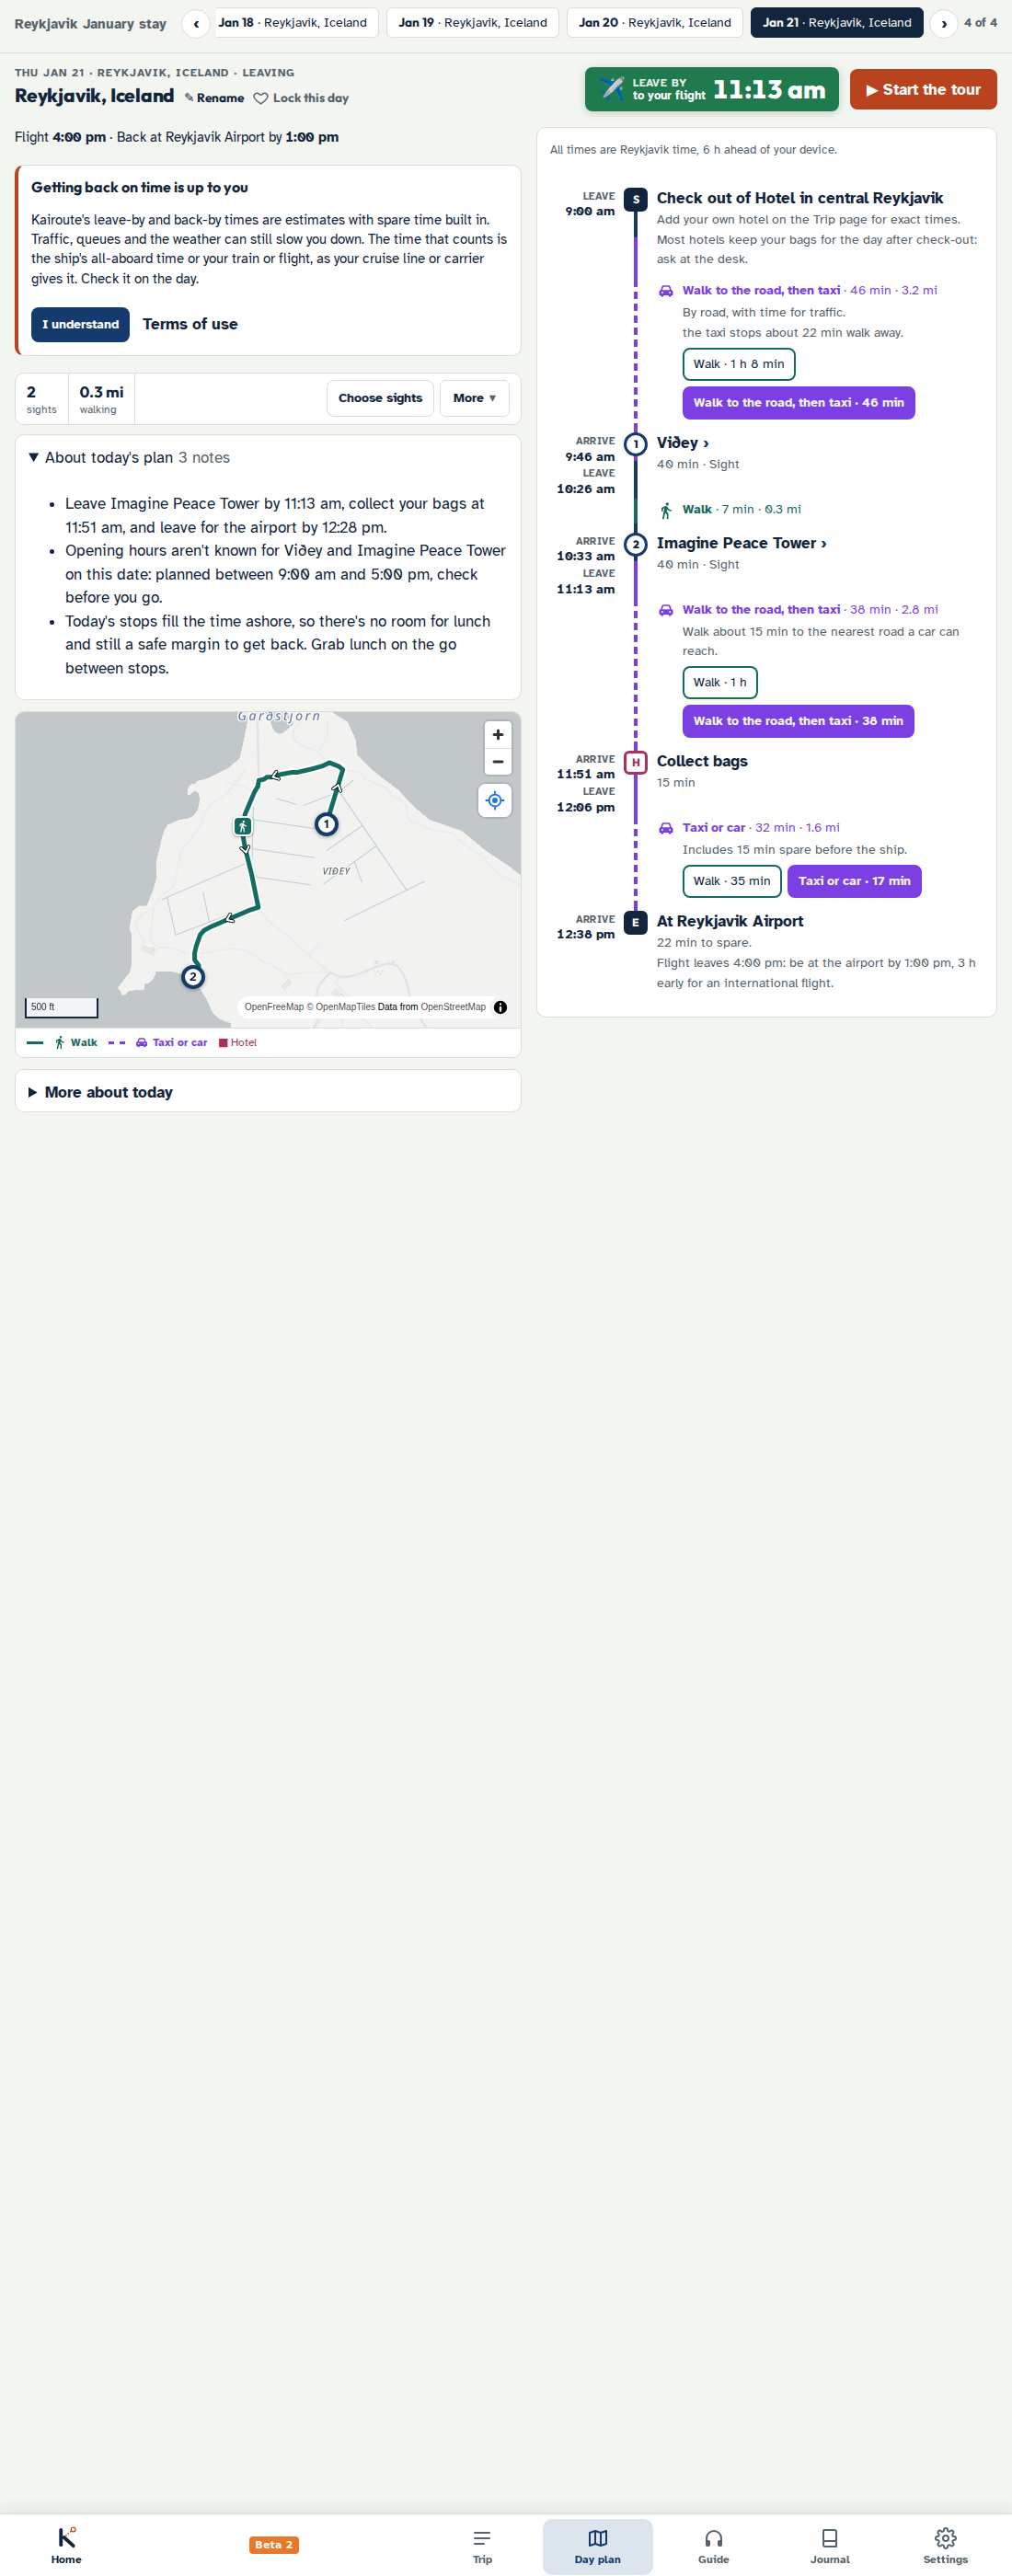 Reykjavik January stay
‹
Jan 18 · Reykjavik, Iceland
Jan 19 · Reykjavik, Iceland
Jan 20 · Reykjavik, Iceland
Jan 21 · Reykjavik, Iceland
›
4 of 4
THU JAN 21 · REYKJAVIK, ICELAND · LEAVING
Reykjavik, Iceland
✎ Rename
Lock this day
LEAVE BY
to your flight
11:13 am
▶ Start the tour
Flight 4:00 pm · Back at Reykjavik Airport by 1:00 pm
Getting back on time is up to you
Kairoute's leave-by and back-by times are estimates with spare time built in.
Traffic, queues and the weather can still slow you down. The time that counts is
the ship's all-aboard time or your train or flight, as your cruise line or carrier
gives it. Check it on the day.
I understand
Terms of use
2
sights
0.3 mi
walking
Choose sights
More ▼
▼ About today's plan 3 notes
• Leave Imagine Peace Tower by 11:13 am, collect your bags at
11:51 am, and leave for the airport by 12:28 pm.
• Opening hours aren't known for Viðey and Imagine Peace Tower
on this date: planned between 9:00 am and 5:00 pm, check
before you go.
• Today's stops fill the time ashore, so there's no room for lunch
and still a safe margin to get back. Grab lunch on the go
between stops.
Garðstjörn
1
VIÐEY
2
+
−
500 ft
OpenFreeMap © OpenMapTiles Data from OpenStreetMap
Walk
Taxi or car
Hotel
▶ More about today
All times are Reykjavik time, 6 h ahead of your device.
LEAVE
9:00 am
S
Check out of Hotel in central Reykjavik
Add your own hotel on the Trip page for exact times.
Most hotels keep your bags for the day after check-out:
ask at the desk.
Walk to the road, then taxi · 46 min · 3.2 mi
By road, with time for traffic.
the taxi stops about 22 min walk away.
Walk · 1 h 8 min
Walk to the road, then taxi · 46 min
ARRIVE
9:46 am
LEAVE
10:26 am
1
Viðey ›
40 min · Sight
Walk · 7 min · 0.3 mi
ARRIVE
10:33 am
LEAVE
11:13 am
2
Imagine Peace Tower ›
40 min · Sight
Walk to the road, then taxi · 38 min · 2.8 mi
Walk about 15 min to the nearest road a car can
reach.
Walk · 1 h
Walk to the road, then taxi · 38 min
ARRIVE
11:51 am
LEAVE
12:06 pm
H
Collect bags
15 min
Taxi or car · 32 min · 1.6 mi
Includes 15 min spare before the ship.
Walk · 35 min
Taxi or car · 17 min
ARRIVE
12:38 pm
E
At Reykjavik Airport
22 min to spare.
Flight leaves 4:00 pm: be at the airport by 1:00 pm, 3 h
early for an international flight.
Home
Beta 2
Trip
Day plan
Guide
Journal
Settings